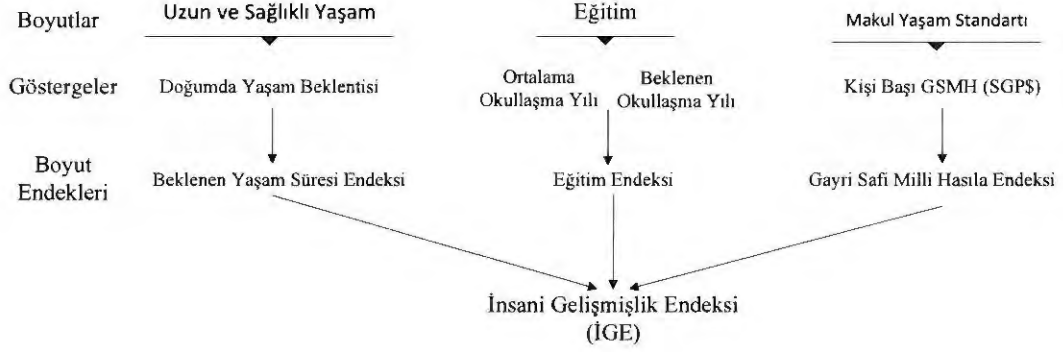 Boyutlar
Uzun ve Sağlıklı Yaşam
Eğitim
Makul Yaşam Standartı
Göstergeler
Doğumda Yaşam Beklentisi
Ortalama
Okullaşma Yılı
Beklenen
Okullaşma Yılı
Kişi Başı GSMH (SGP$)
Boyut
Endekleri
Beklenen Yaşam Süresi Endeksi
Eğitim Endeksi
Gayri Safi Milli Hasıla Endeksi
İnsani Gelişmişlik Endeksi
(İGE)